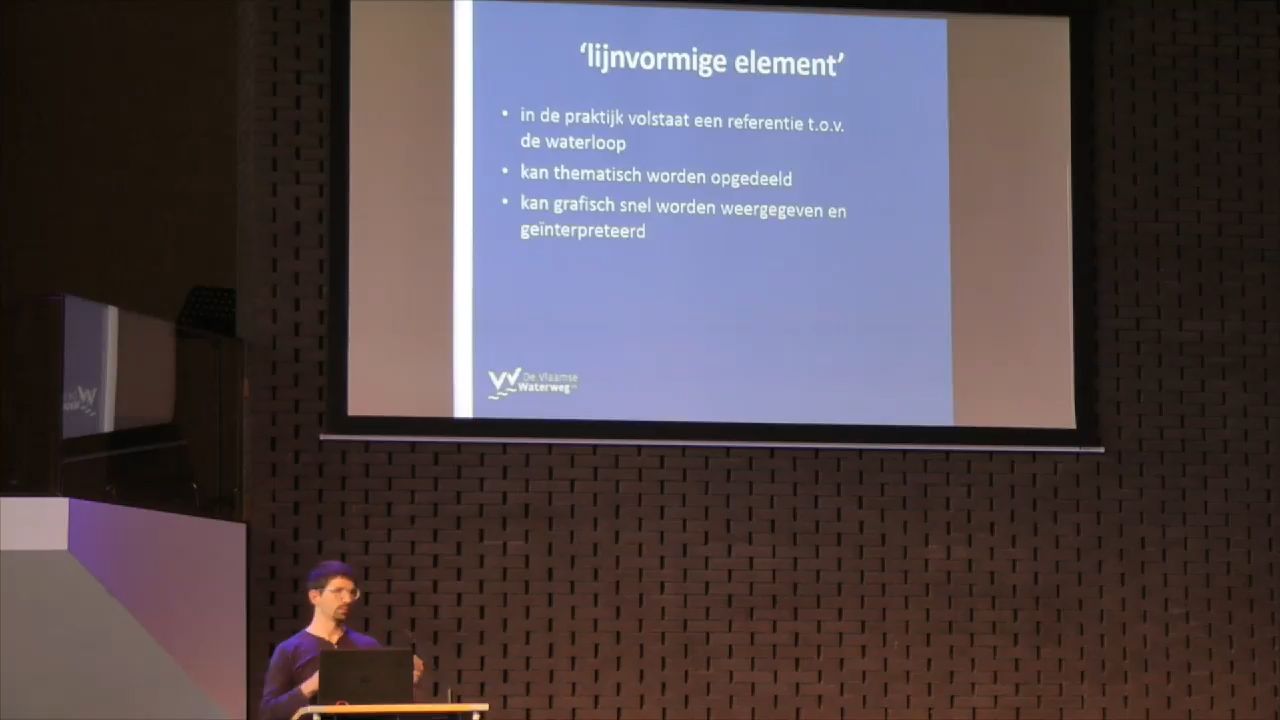 ‘lijnvormige element’
• in de praktijk volstaat een referentie t.o.v.
de waterloop
• kan thematisch worden opgedeeld
• kan grafisch snel worden weergegeven en
geïnterpreteerd
De Vlaamse
Waterweg